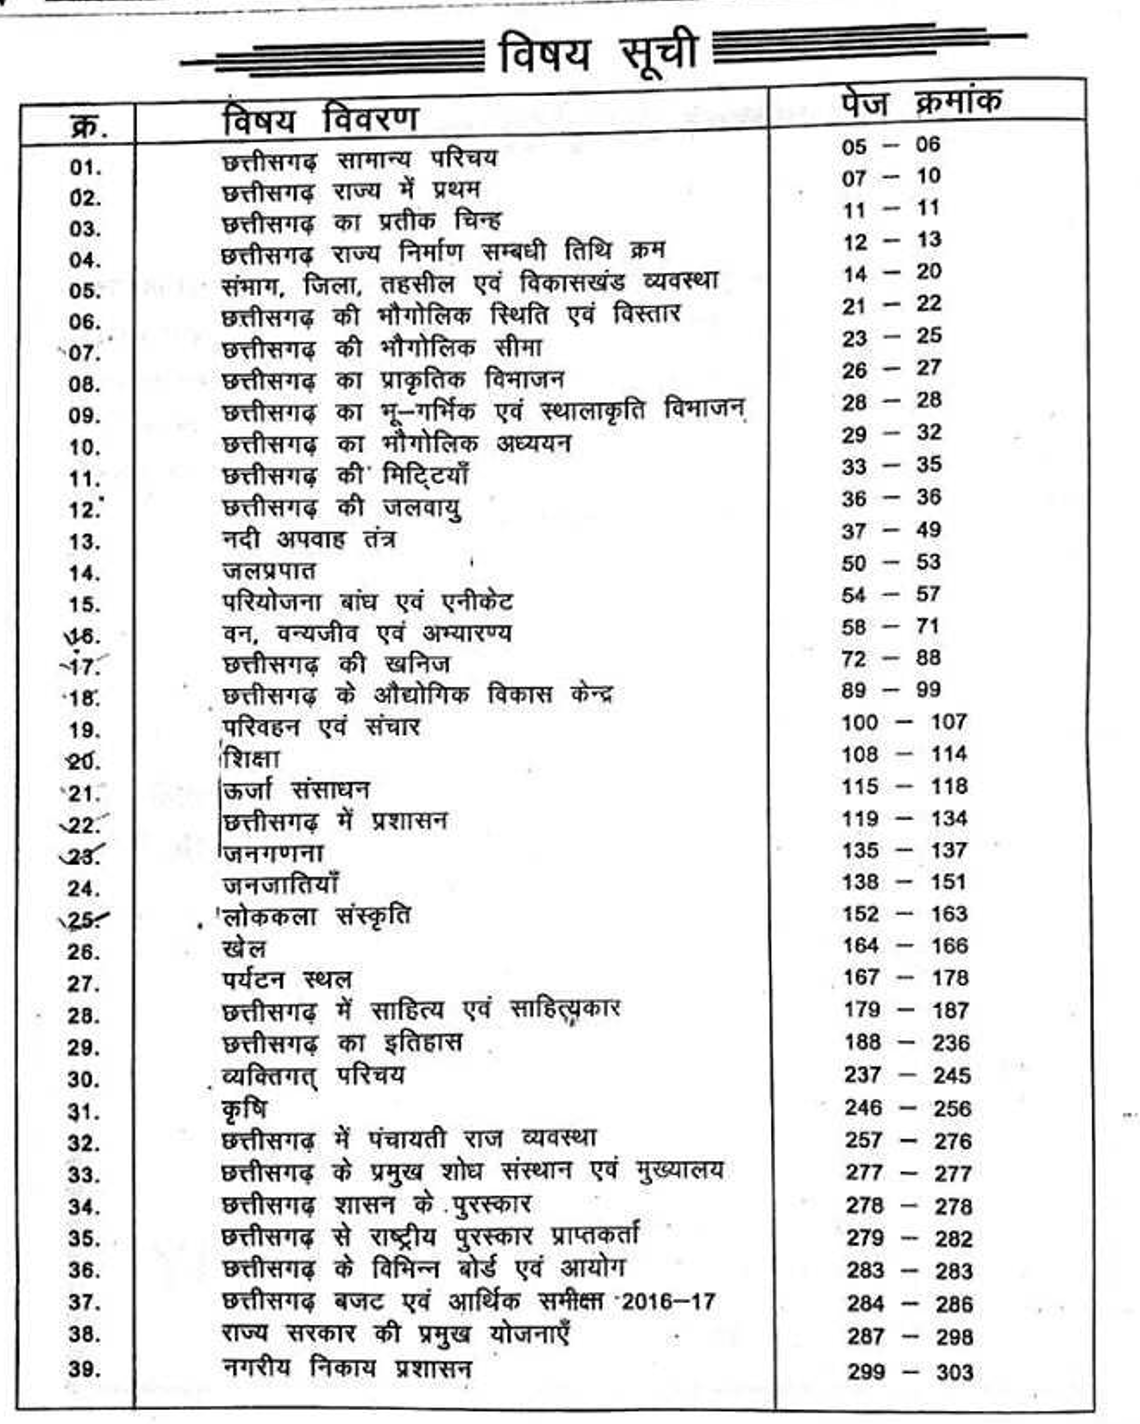 विषय सूची
क्र. विषय विवरण पेज क्रमांक
01. छत्तीसगढ़ सामान्य परिचय 05 – 06
02. छत्तीसगढ़ राज्य में प्रथम 07 – 10
03. छत्तीसगढ़ का प्रतीक चिन्ह 11 – 11
04. छत्तीसगढ़ राज्य निर्माण सम्बधी तिथि क्रम 12 – 13
05. संभाग, जिला, तहसील एवं विकासखंड व्यवस्था 14 – 20
06. छत्तीसगढ़ की भौगोलिक स्थिति एवं विस्तार 21 – 22
07. छत्तीसगढ़ की भौगोलिक सीमा 23 – 25
08. छत्तीसगढ़ का प्राकृतिक विभाजन 26 – 27
09. छत्तीसगढ़ का भू–गर्भिक एवं स्थालाकृति विभाजन 28 – 28
10. छत्तीसगढ़ का भौगोलिक अध्ययन 29 – 32
11. छत्तीसगढ़ की मिट्टियाँ 33 – 35
12. छत्तीसगढ़ की जलवायु 36 – 36
13. नदी अपवाह तंत्र 37 – 49
14. जलप्रपात 50 – 53
15. परियोजना बांध एवं एनीकेट 54 – 57
16. वन, वन्यजीव एवं अभ्यारण्य 58 – 71
17. छत्तीसगढ़ की खनिज 72 – 88
18. छत्तीसगढ़ के औद्योगिक विकास केन्द्र 89 – 99
19. परिवहन एवं संचार 100 – 107
20. शिक्षा 108 – 114
21. ऊर्जा संसाधन 115 – 118
22. छत्तीसगढ़ में प्रशासन 119 – 134
23. जनगणना 135 – 137
24. जनजातियाँ 138 – 151
25. लोककला संस्कृति 152 – 163
26. खेल 164 – 166
27. पर्यटन स्थल 167 – 178
28. छत्तीसगढ़ में साहित्य एवं साहित्यकार 179 – 187
29. छत्तीसगढ़ का इतिहास 188 – 236
30. व्यक्तिगत् परिचय 237 – 245
31. कृषि 246 – 256
32. छत्तीसगढ़ में पंचायती राज व्यवस्था 257 – 276
33. छत्तीसगढ़ के प्रमुख शोध संस्थान एवं मुख्यालय 277 – 277
34. छत्तीसगढ़ शासन के पुरस्कार 278 – 278
35. छत्तीसगढ़ से राष्ट्रीय पुरस्कार प्राप्तकर्ता 279 – 282
36. छत्तीसगढ़ के विभिन्न बोर्ड एवं आयोग 283 – 283
37. छत्तीसगढ़ बजट एवं आर्थिक समीक्षा 2016–17 284 – 286
38. राज्य सरकार की प्रमुख योजनाएँ 287 – 298
39. नगरीय निकाय प्रशासन 299 – 303